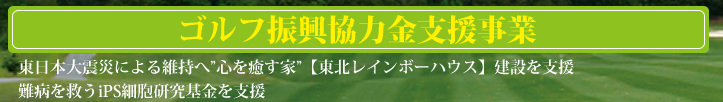 ゴルフ振興協力金支援事業
東日本大震災による維持へ”心を癒す家”【東北レインボーハウス】建設を支援
難病を救うiPS細胞研究基金を支援